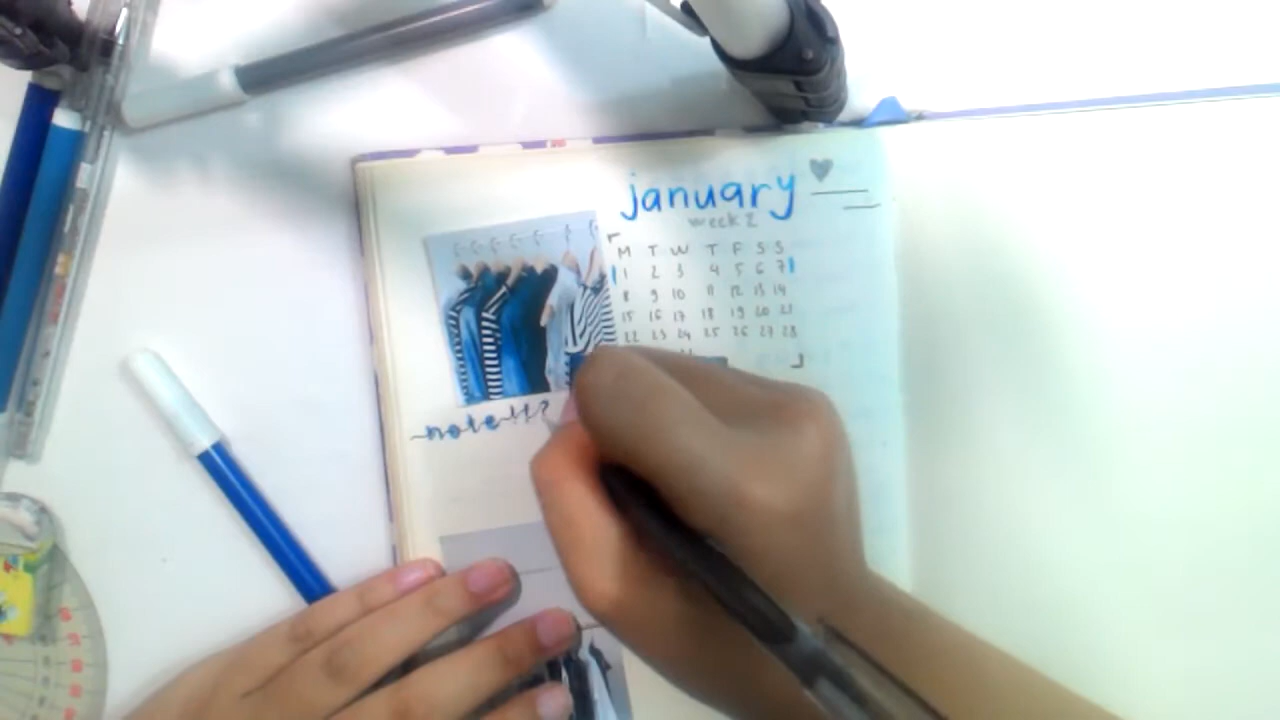 january
week 2
M T W T F S S
1 2 3 4 5 6 7
8 9 10 11 12 13 14
15 16 17 18 19 20 21
22 23 24 25 26 27 28
~note